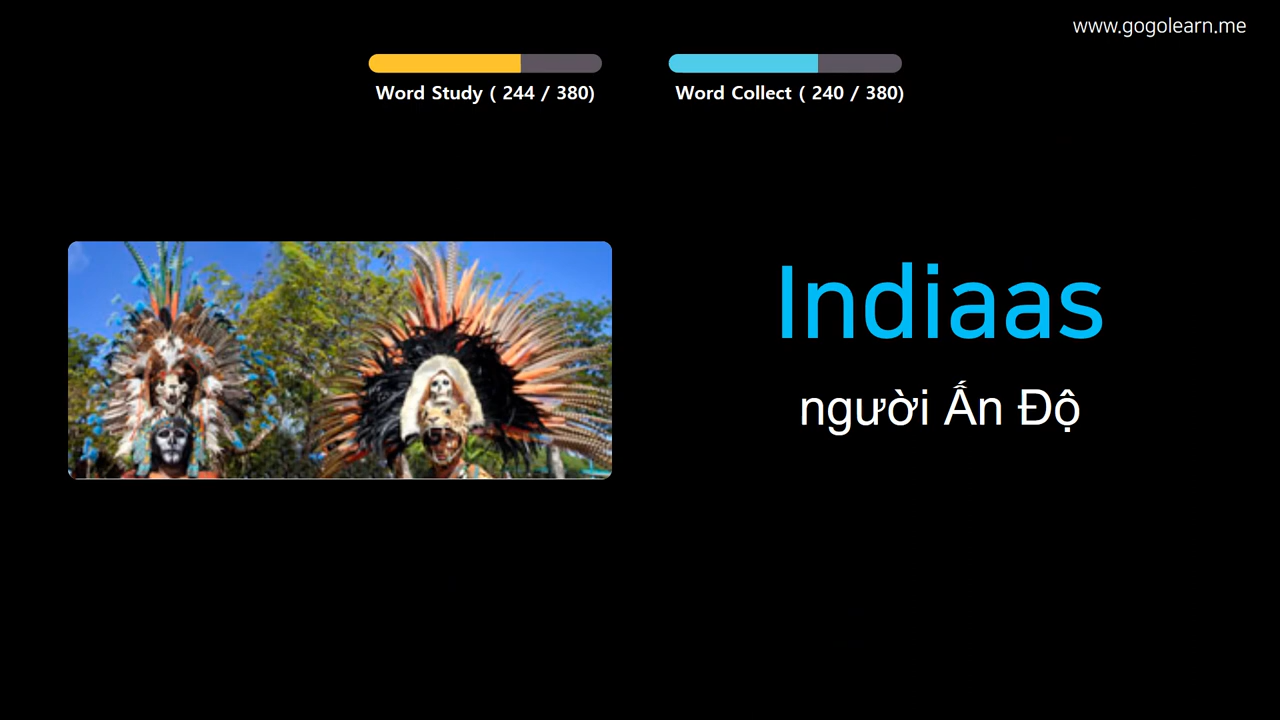 www.gogolearn.me
Word Study ( 244 / 380)
Word Collect ( 240 / 380)
Indiaas
người Ấn Độ